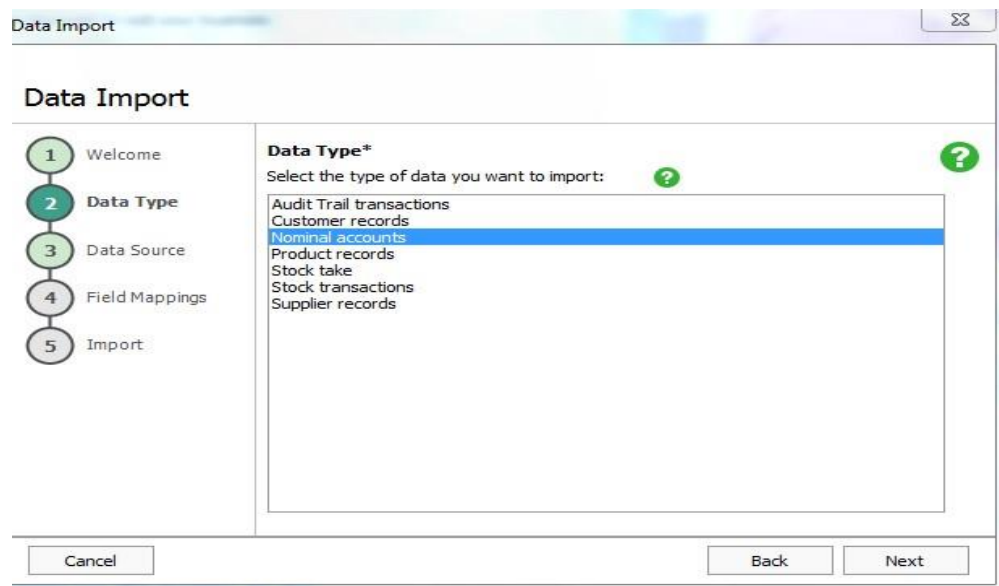 Data Import
Data Import
1 Welcome
2 Data Type
3 Data Source
4 Field Mappings
5 Import
Data Type*
?
Select the type of data you want to import: ?
Audit Trail transactions
Customer records
Nominal accounts
Product records
Stock take
Stock transactions
Supplier records
Cancel
Back
Next